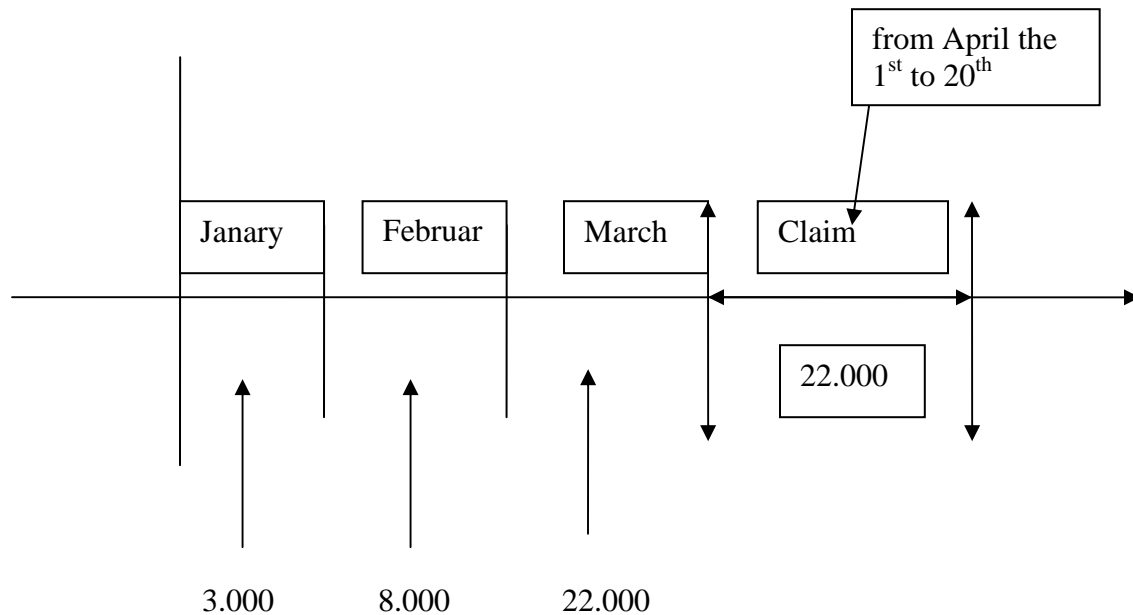 from April the
1st to 20th
Janary
Februar
March
Claim
22.000
3.000
8.000
22.000